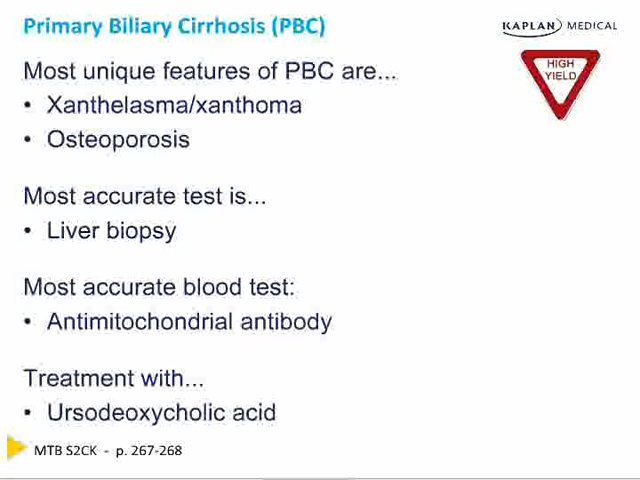 Primary Biliary Cirrhosis (PBC)
KAPLAN MEDICAL
HIGH
YIELD
Most unique features of PBC are...
• Xanthelasma/xanthoma
• Osteoporosis
Most accurate test is...
• Liver biopsy
Most accurate blood test:
• Antimitochondrial antibody
Treatment with...
• Ursodeoxycholic acid
MTB S2CK - p. 267-268